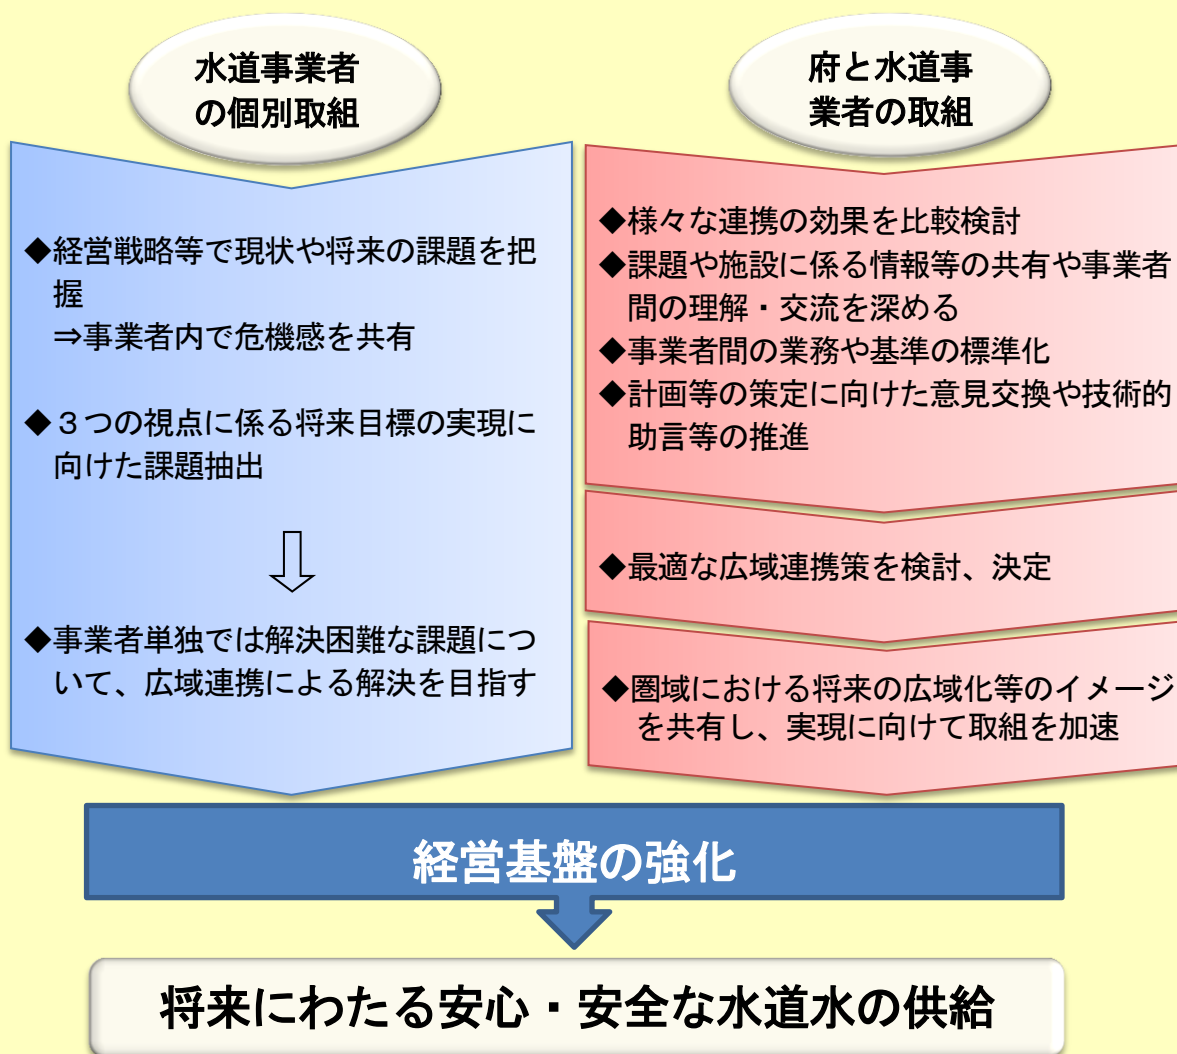 水道事業者
の個別取組
◆経営戦略等で現状や将来の課題を把
握
⇒事業者内で危機感を共有
◆３つの視点に係る将来目標の実現に
向けた課題抽出
◆事業者単独では解決困難な課題につ
いて、広域連携による解決を目指す
府と水道事
業者の取組
◆様々な連携の効果を比較検討
◆課題や施設に係る情報等の共有や事業者
間の理解・交流を深める
◆事業者間の業務や基準の標準化
◆計画等の策定に向けた意見交換や技術的
助言等の推進
◆最適な広域連携策を検討、決定
◆圏域における将来の広域化等のイメージ
を共有し、実現に向けて取組を加速
経営基盤の強化
将来にわたる安心・安全な水道水の供給